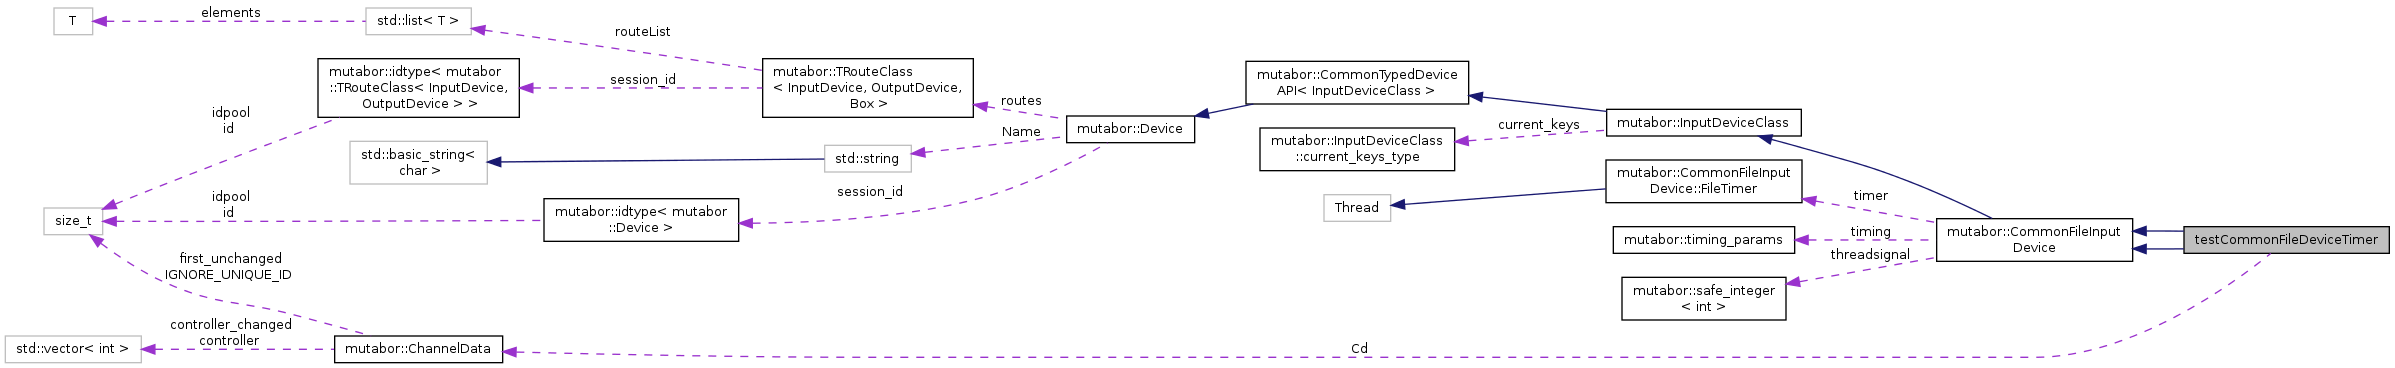 T
elements
std::list< T >
routeList
mutabor::idtype< mutabor
::TRouteClass< InputDevice,
OutputDevice > >
session_id
mutabor::TRouteClass
< InputDevice, OutputDevice,
Box >
mutabor::CommonTypedDevice
API< InputDeviceClass >
idpool
id
routes
Name
mutabor::Device
current_keys
mutabor::InputDeviceClass
mutabor::InputDeviceClass
::current_keys_type
std::basic_string<
char >
std::string
mutabor::CommonFileInput
Device::FileTimer
session_id
idpool
id
size_t
mutabor::idtype< mutabor
::Device >
Thread
timer
timing
threadsignal
mutabor::timing_params
mutabor::CommonFileInput
Device
testCommonFileDeviceTimer
first_unchanged
IGNORE_UNIQUE_ID
mutabor::safe_integer
< int >
controller_changed
controller
std::vector< int >
mutabor::ChannelData
Cd